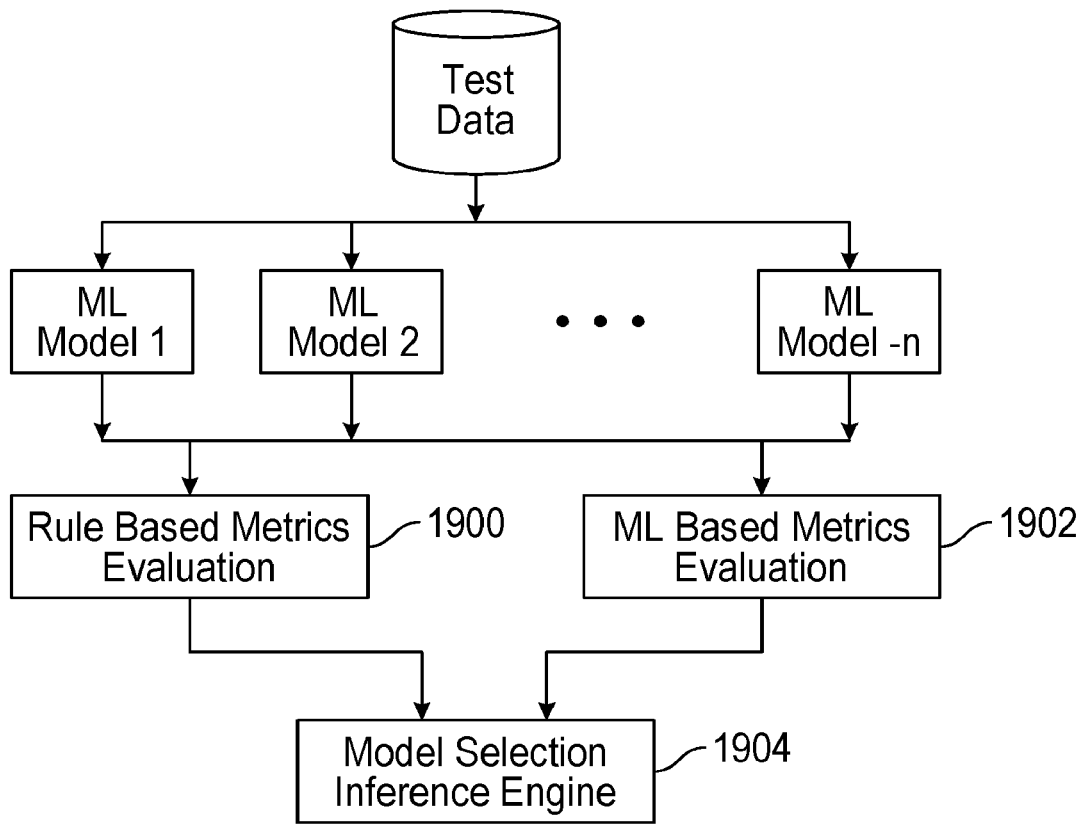 Test
Data
ML
Model 1
ML
Model 2
ML
Model -n
Rule Based Metrics
Evaluation
1900
ML Based Metrics
Evaluation
1902
Model Selection
Inference Engine
1904